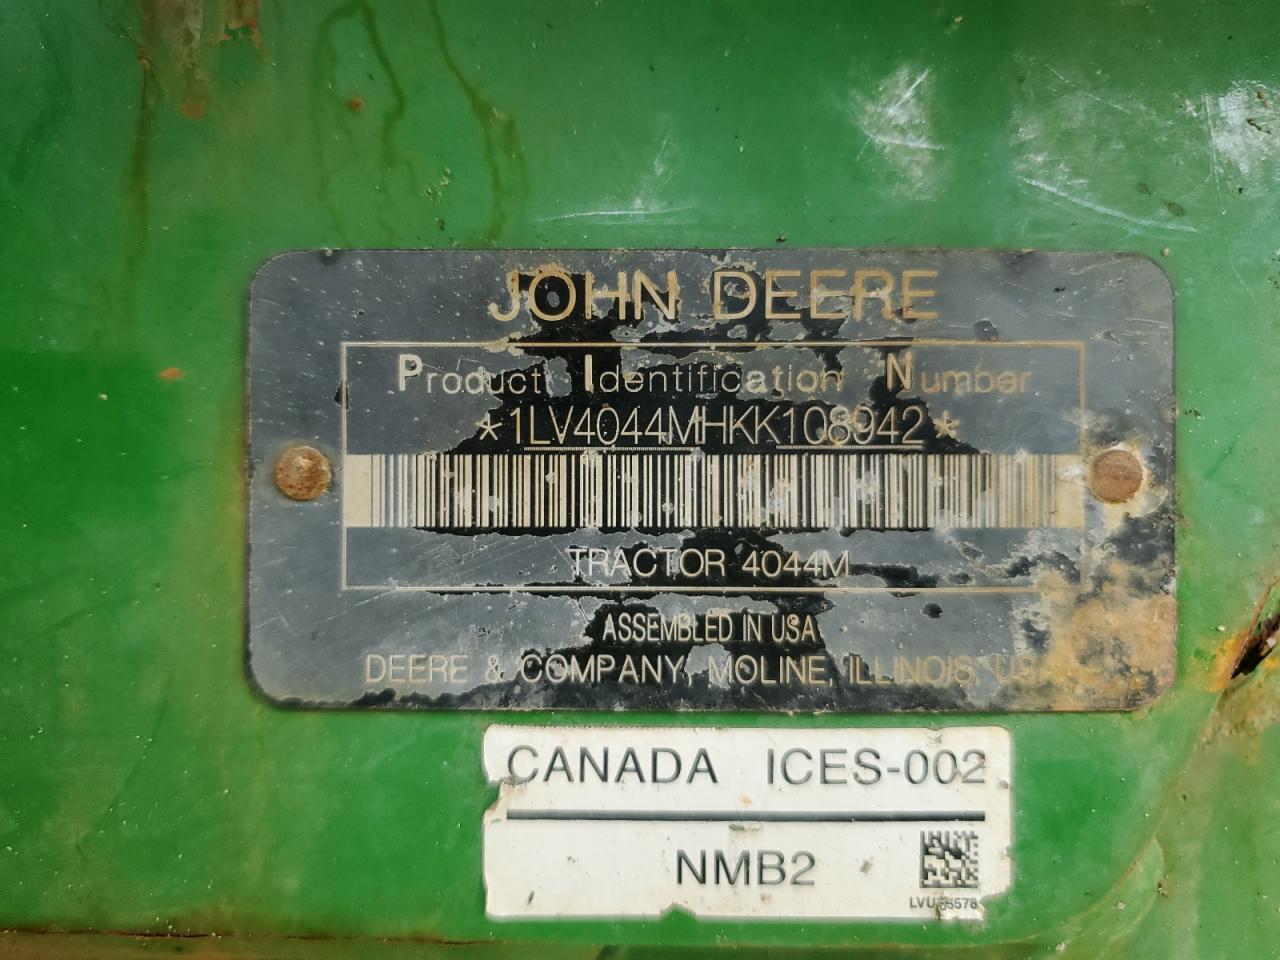 JOHN DEERE
Product Identification Number
*1LV4044MHKK108942*
TRACTOR 4044M
ASSEMBLED IN USA
DEERE & COMPANY, MOLINE, ILLINOIS, USA
CANADA ICES-002
NMB2